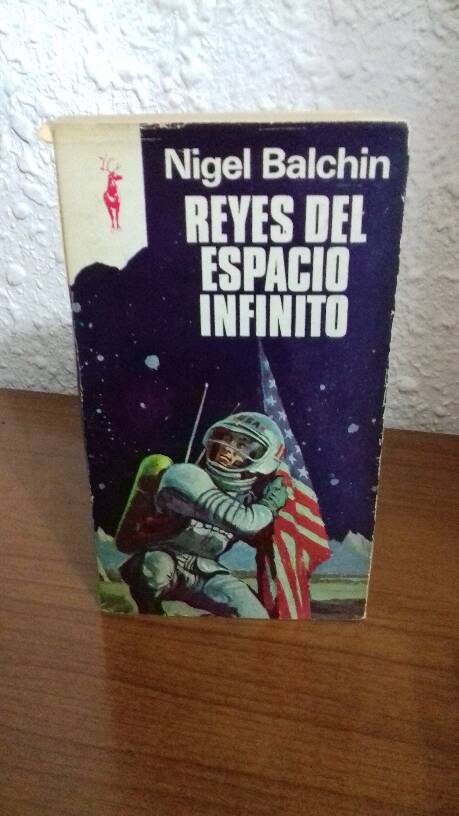 Nigel Balchin
REYES DEL
ESPACIO
INFINITO